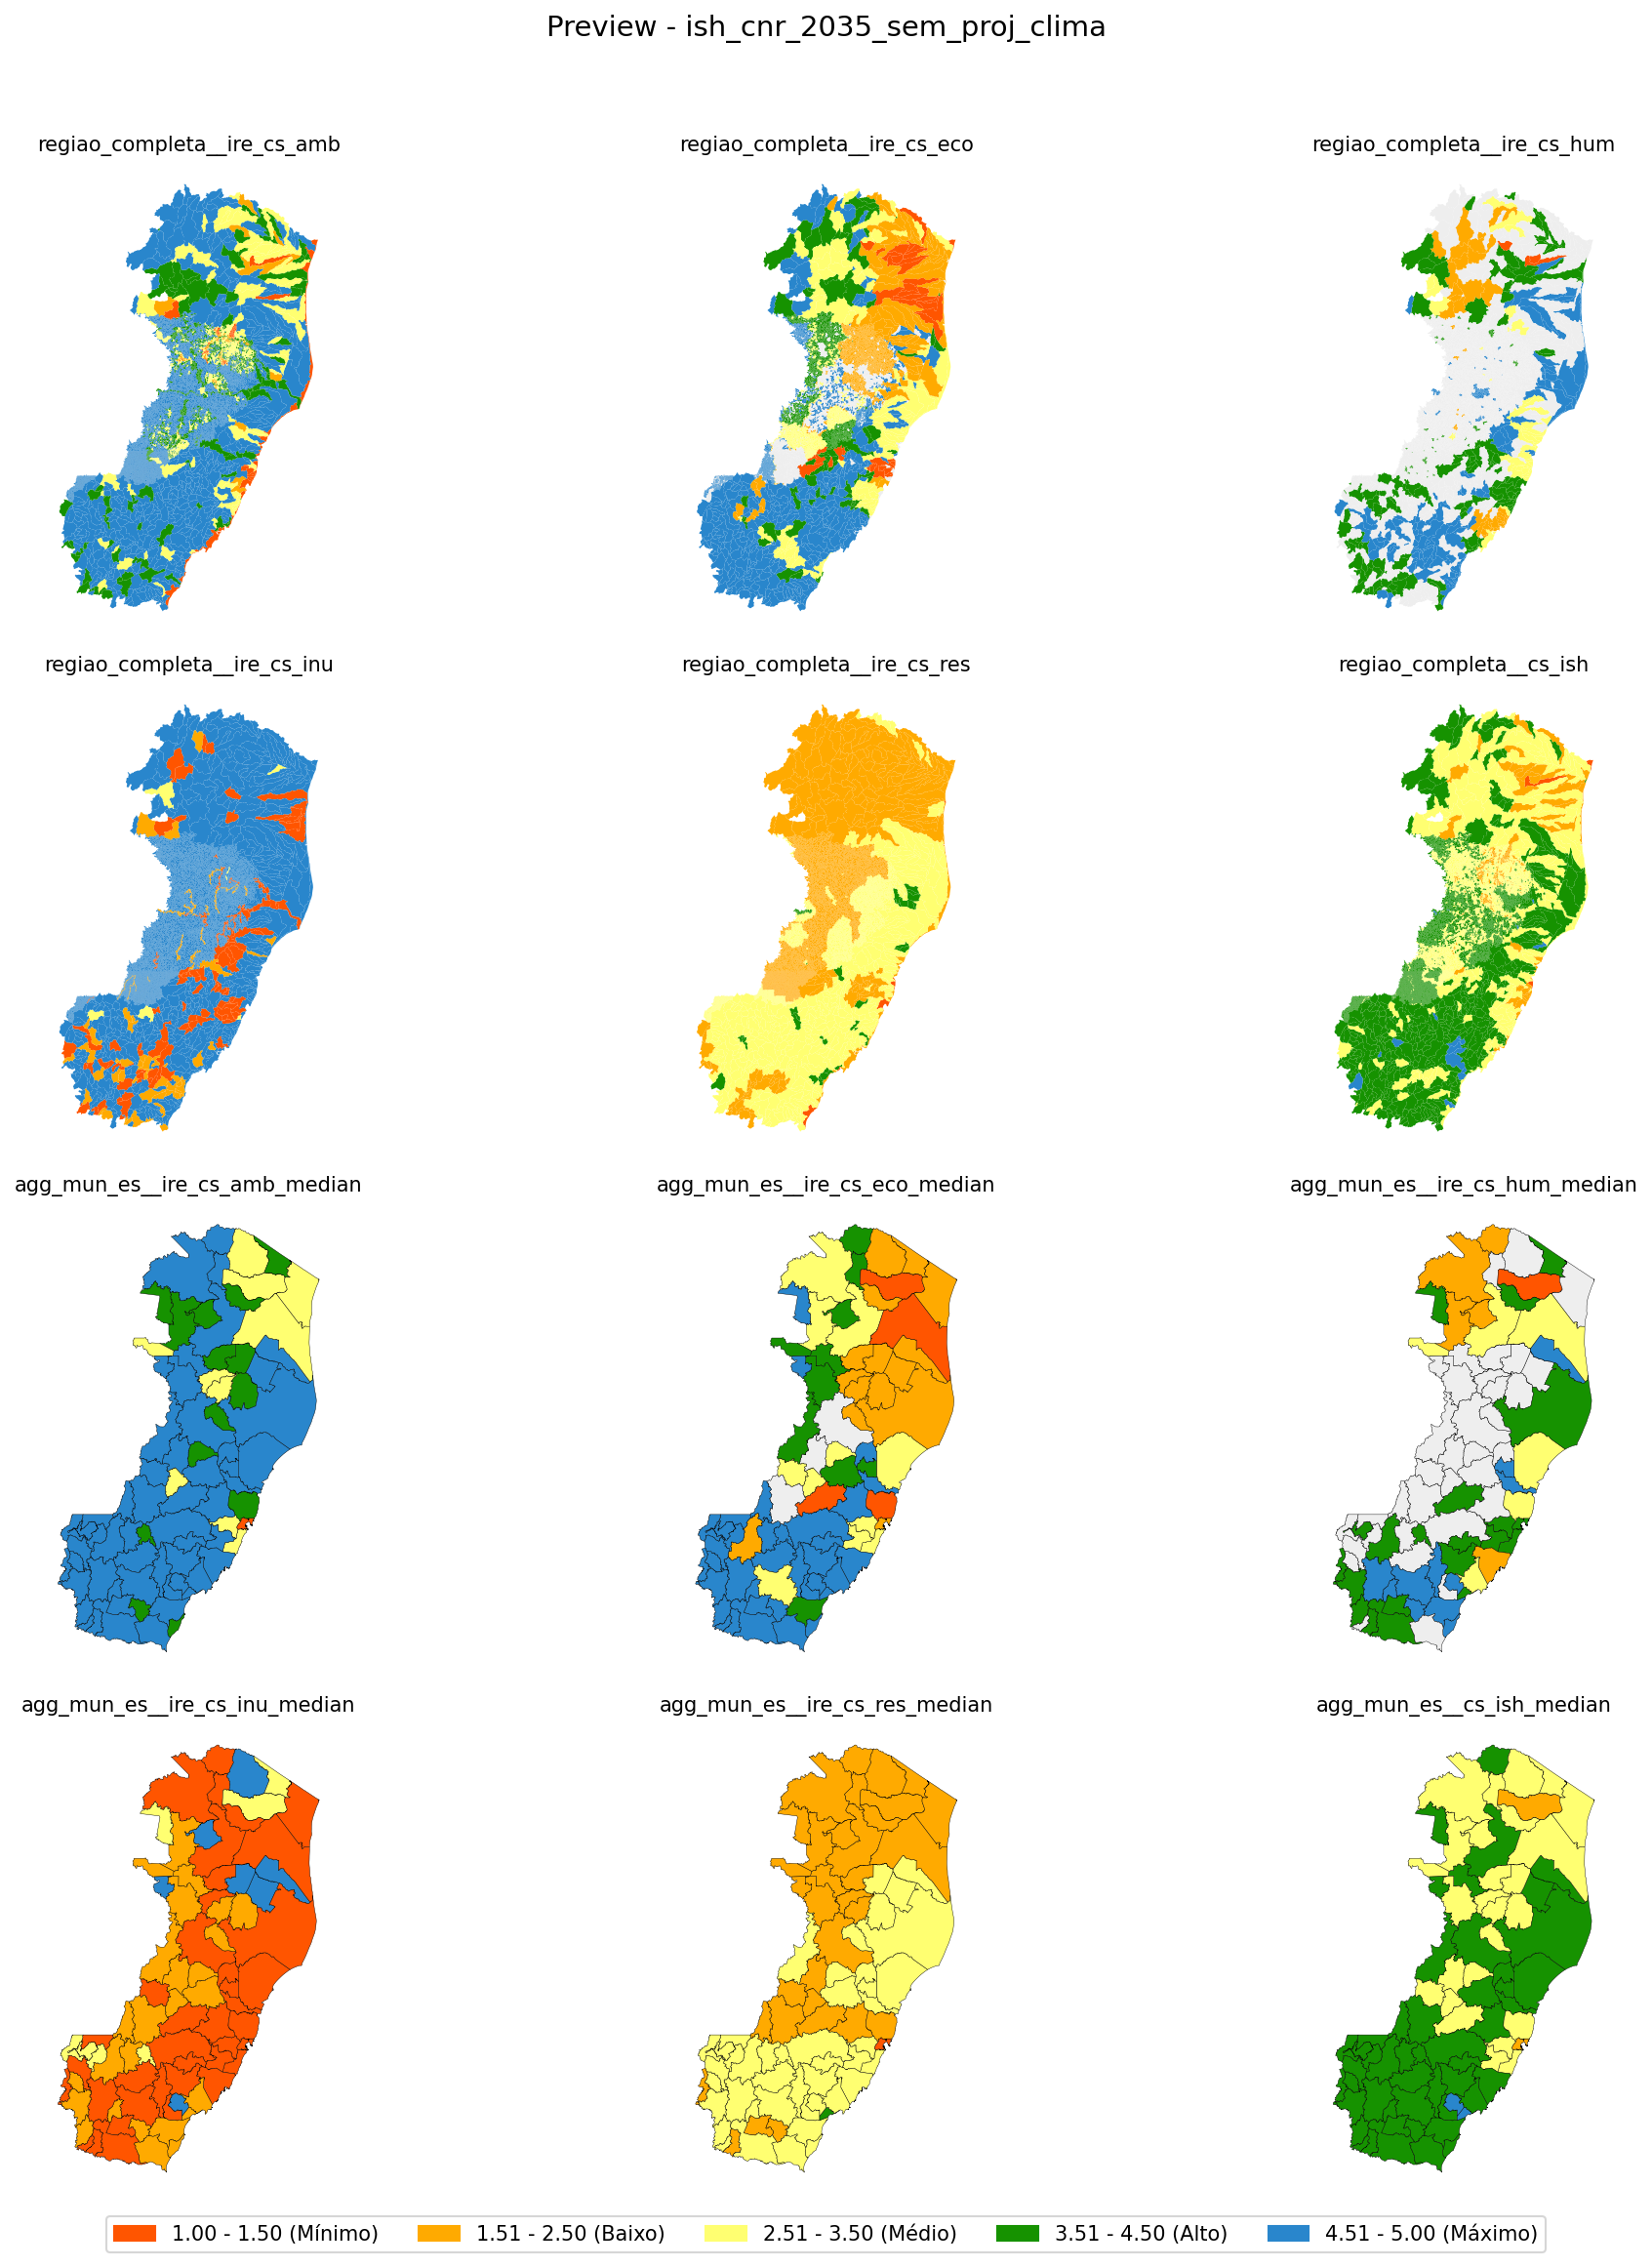 Preview - ish_cnr_2035_sem_proj_clima
regiao_completa__ire_cs_amb
regiao_completa__ire_cs_eco
regiao_completa__ire_cs_hum
regiao_completa__ire_cs_inu
regiao_completa__ire_cs_res
regiao_completa__cs_ish
agg_mun_es__ire_cs_amb_median
agg_mun_es__ire_cs_eco_median
agg_mun_es__ire_cs_hum_median
agg_mun_es__ire_cs_inu_median
agg_mun_es__ire_cs_res_median
agg_mun_es__cs_ish_median
1.00 - 1.50 (Mínimo) 1.51 - 2.50 (Baixo) 2.51 - 3.50 (Médio) 3.51 - 4.50 (Alto) 4.51 - 5.00 (Máximo)